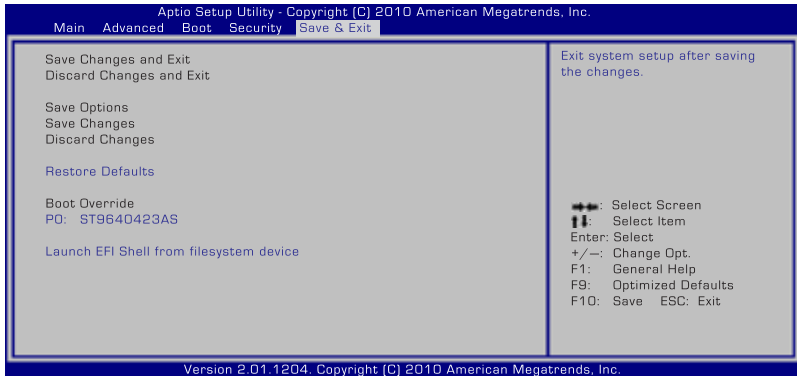 Aptio Setup Utility - Copyright (C) 2010 American Megatrends, Inc.
Main Advanced Boot Security Save & Exit
Save Changes and Exit
Discard Changes and Exit
Save Options
Save Changes
Discard Changes
Restore Defaults
Boot Override
P0: ST9640423AS
Launch EFI Shell from filesystem device
Exit system setup after saving
the changes.
→←: Select Screen
↑↓: Select Item
Enter: Select
+/—: Change Opt.
F1: General Help
F9: Optimized Defaults
F10: Save ESC: Exit
Version 2.01.1204. Copyright (C) 2010 American Megatrends, Inc.